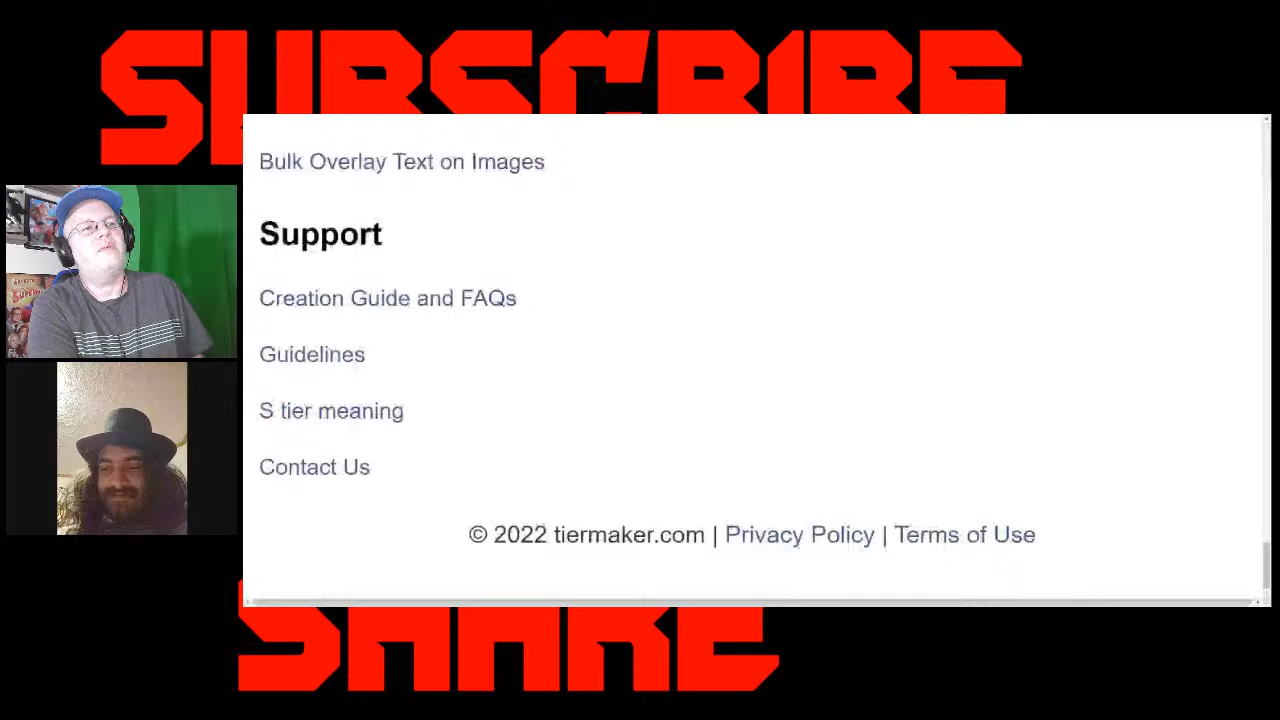 SUBSCRIBE
Bulk Overlay Text on Images
Support
Creation Guide and FAQs
Guidelines
S tier meaning
Contact Us
© 2022 tiermaker.com | Privacy Policy | Terms of Use
SHARE